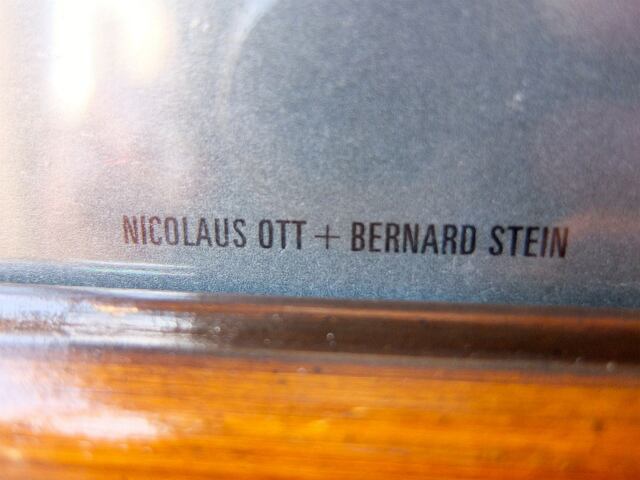 NICOLAUS OTT + BERNARD STEIN